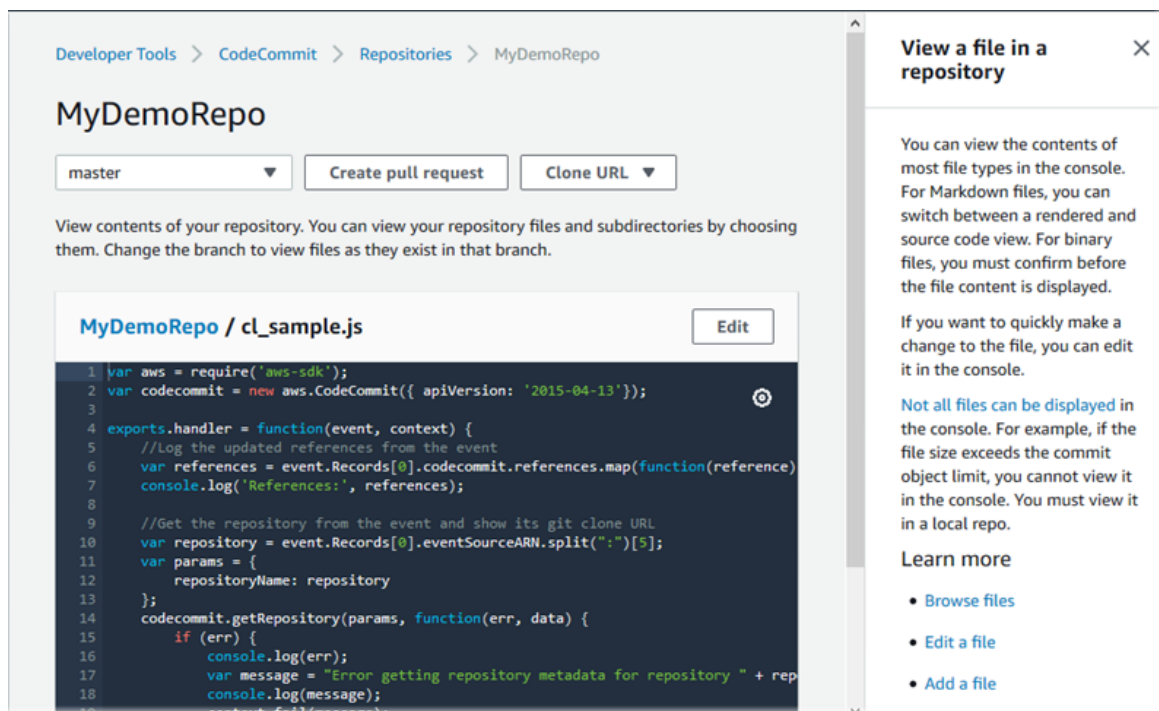 Developer Tools > CodeCommit > Repositories > MyDemoRepo
MyDemoRepo
master
Create pull request
Clone URL
View contents of your repository. You can view your repository files and subdirectories by choosing
them. Change the branch to view files as they exist in that branch.
MyDemoRepo / cl_sample.js
Edit
1 var aws = require('aws-sdk');
2 var codecommit = new aws.CodeCommit({ apiVersion: '2015-04-13'});
3
4 exports.handler = function(event, context) {
5 //Log the updated references from the event
6 var references = event.Records[0].codecommit.references.map(function(reference)
7 console.log('References:', references);
8
9 //Get the repository from the event and show its git clone URL
10 var repository = event.Records[0].eventSourceARN.split(":")[5];
11 var params = {
12 repositoryName: repository
13 };
14 codecommit.getRepository(params, function(err, data) {
15 if (err) {
16 console.log(err);
17 var message = "Error getting repository metadata for repository " + rep
18 console.log(message);
View a file in a
repository
You can view the contents of
most file types in the console.
For Markdown files, you can
switch between a rendered and
source code view. For binary
files, you must confirm before
the file content is displayed.
If you want to quickly make a
change to the file, you can edit
it in the console.
Not all files can be displayed in
the console. For example, if the
file size exceeds the commit
object limit, you cannot view it
in the console. You must view it
in a local repo.
Learn more
• Browse files
• Edit a file
• Add a file